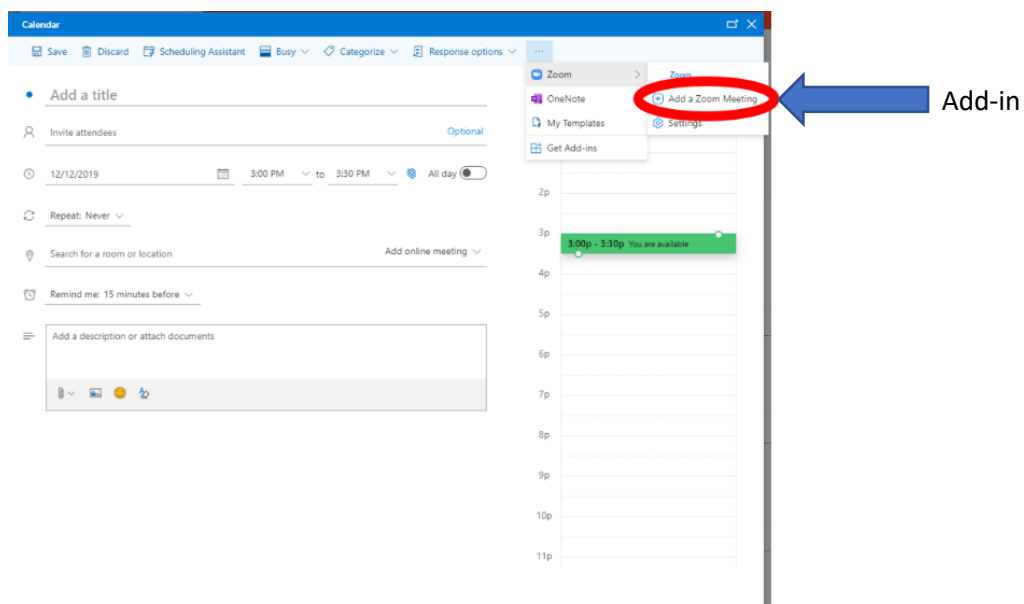 Calendar
Save Discard Scheduling Assistant Busy Categorize Response options ...
Zoom
Zoom
Add a title
OneNote
Add a Zoom Meeting
Add-in
Invite attendees
Optional
My Templates
Settings
Get Add-ins
12/12/2019 3:00 PM to 3:30 PM All day
2p
Repeat: Never
3p
3:00p - 3:30p You are available
Search for a room or location
Add online meeting
4p
Remind me: 15 minutes before
5p
Add a description or attach documents
6p
7p
8p
9p
10p
11p